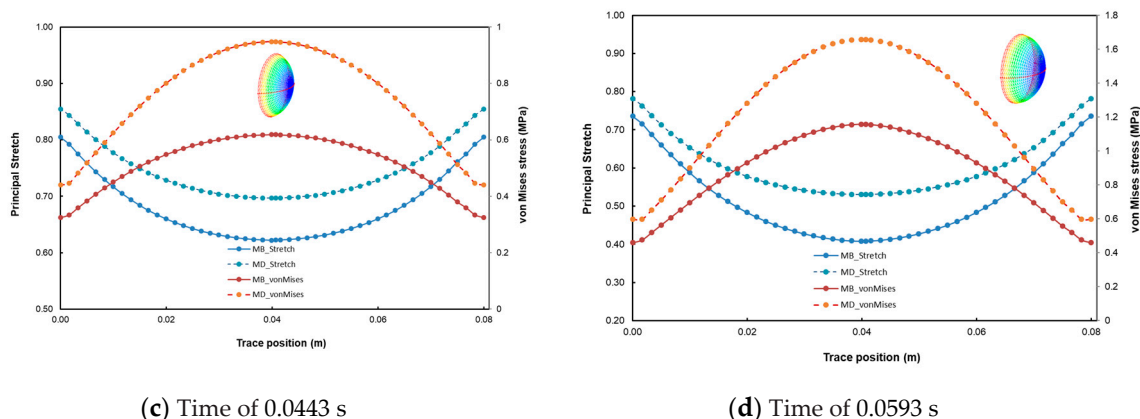 1.00
0.90
0.80
0.70
0.60
0.50
Principal Stretch
1
0.8
0.6
0.4
0.2
0
von Mises stress (MPa)
MB_Stretch
MD_Stretch
MB_vonMises
MD_vonMises
0.00 0.02 0.04 0.06 0.08
Trace position (m)
(c) Time of 0.0443 s
1.00
0.90
0.80
0.70
0.60
0.50
0.40
0.30
0.20
Principal Stretch
1.8
1.6
1.4
1.2
1
0.8
0.6
0.4
0.2
0
von Mises stress (MPa)
MB_Stretch
MD_Stretch
MB_vonMises
MD_vonMises
0.00 0.02 0.04 0.06 0.08
Trace position (m)
(d) Time of 0.0593 s